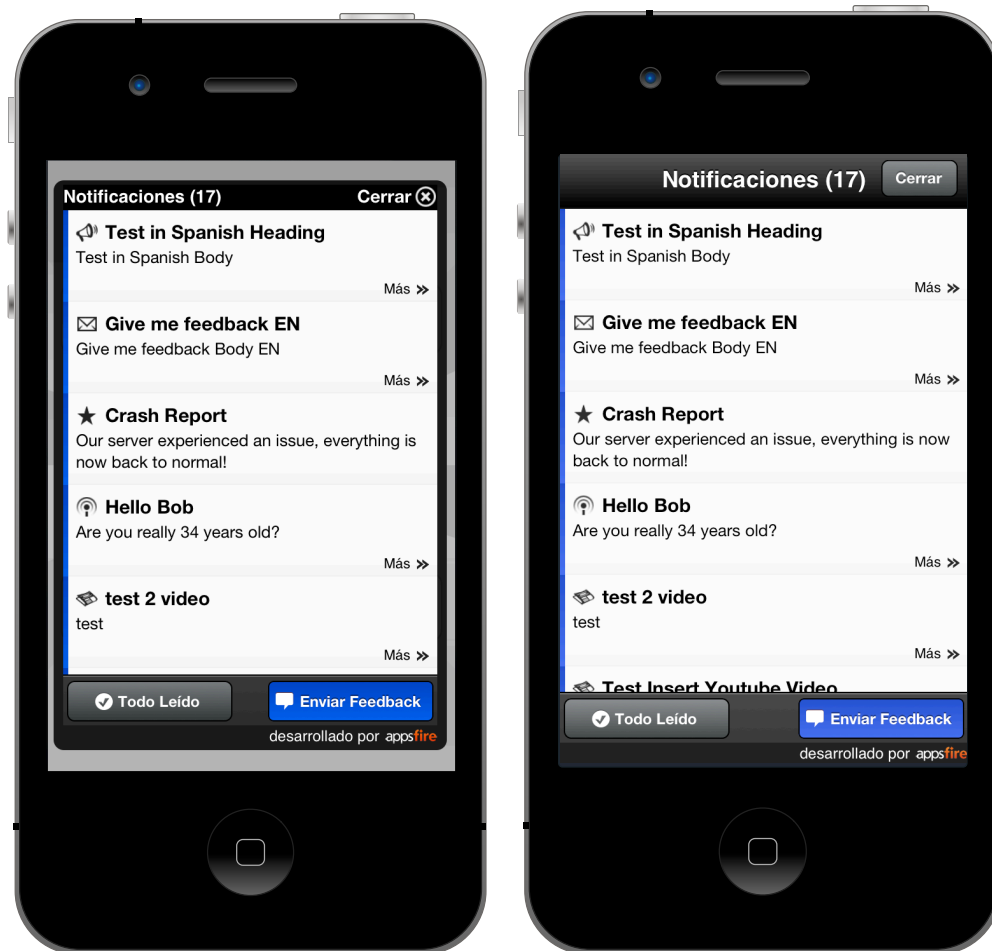 Notificaciones (17) Cerrar
Test in Spanish Heading
Test in Spanish Body
Más
Give me feedback EN
Give me feedback Body EN
Más
Crash Report
Our server experienced an issue, everything is
now back to normal!
Hello Bob
Are you really 34 years old?
Más
test 2 video
test
Más
Todo Leído Enviar Feedback
desarrollado por appsfire
Notificaciones (17) Cerrar
Test in Spanish Heading
Test in Spanish Body
Más
Give me feedback EN
Give me feedback Body EN
Más
Crash Report
Our server experienced an issue, everything is now
back to normal!
Hello Bob
Are you really 34 years old?
Más
test 2 video
test
Más
Test Insert Youtube Video
Todo Leído Enviar Feedback
desarrollado por appsfire